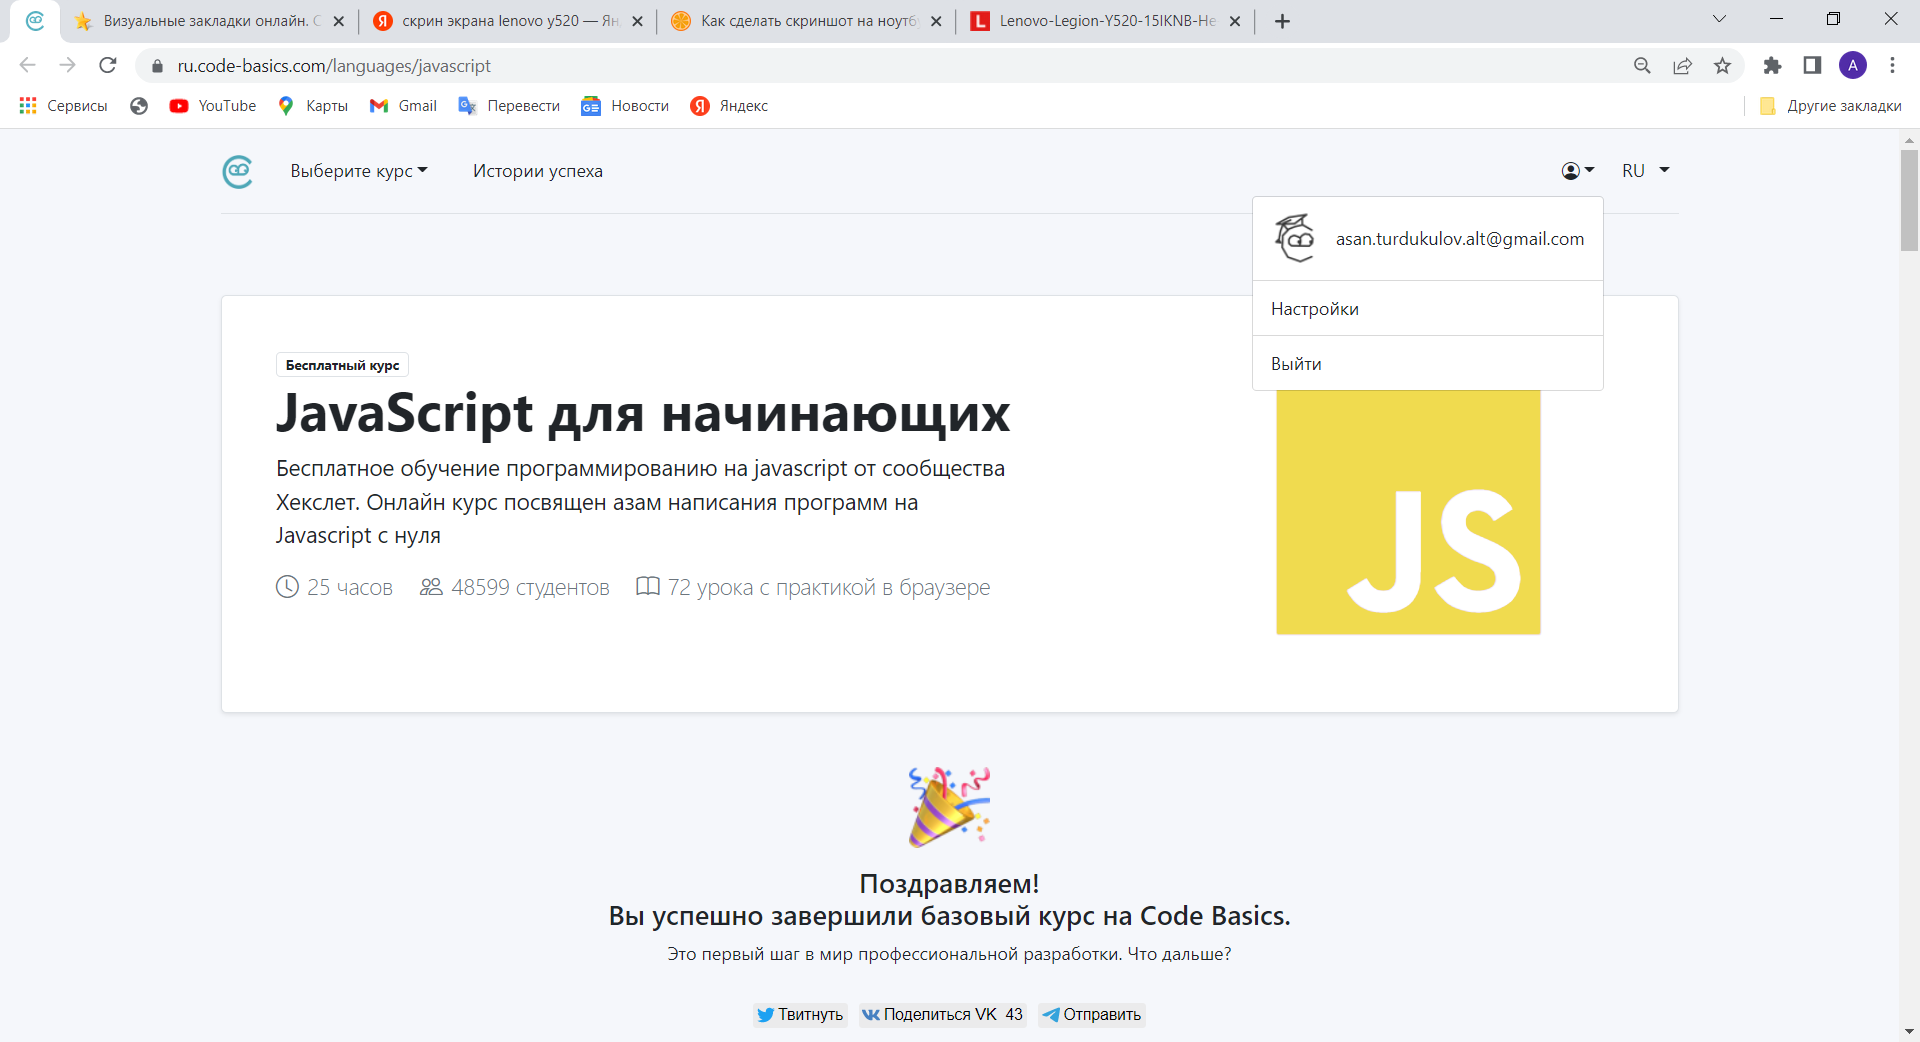 Визуальные закладки онлайн. С
скрин экрана lenovo y520 — Ян
Как сделать скриншот на ноутб
Lenovo-Legion-Y520-15IKNB-Не
ru.code-basics.com/languages/javascript
A
Сервисы
YouTube
Карты
Gmail
Перевести
Новости
Яндекс
Другие закладки
Выберите курс
Истории успеха
RU
asan.turdukulov.alt@gmail.com
Настройки
Выйти
Бесплатный курс
JavaScript для начинающих
Бесплатное обучение программированию на javascript от сообщества
Хекслет. Онлайн курс посвящен азам написания программ на
Javascript с нуля
25 часов
48599 студентов
72 урока с практикой в браузере
JS
Поздравляем!
Вы успешно завершили базовый курс на Code Basics.
Это первый шаг в мир профессиональной разработки. Что дальше?
Твитнуть
Поделиться VK 43
Отправить